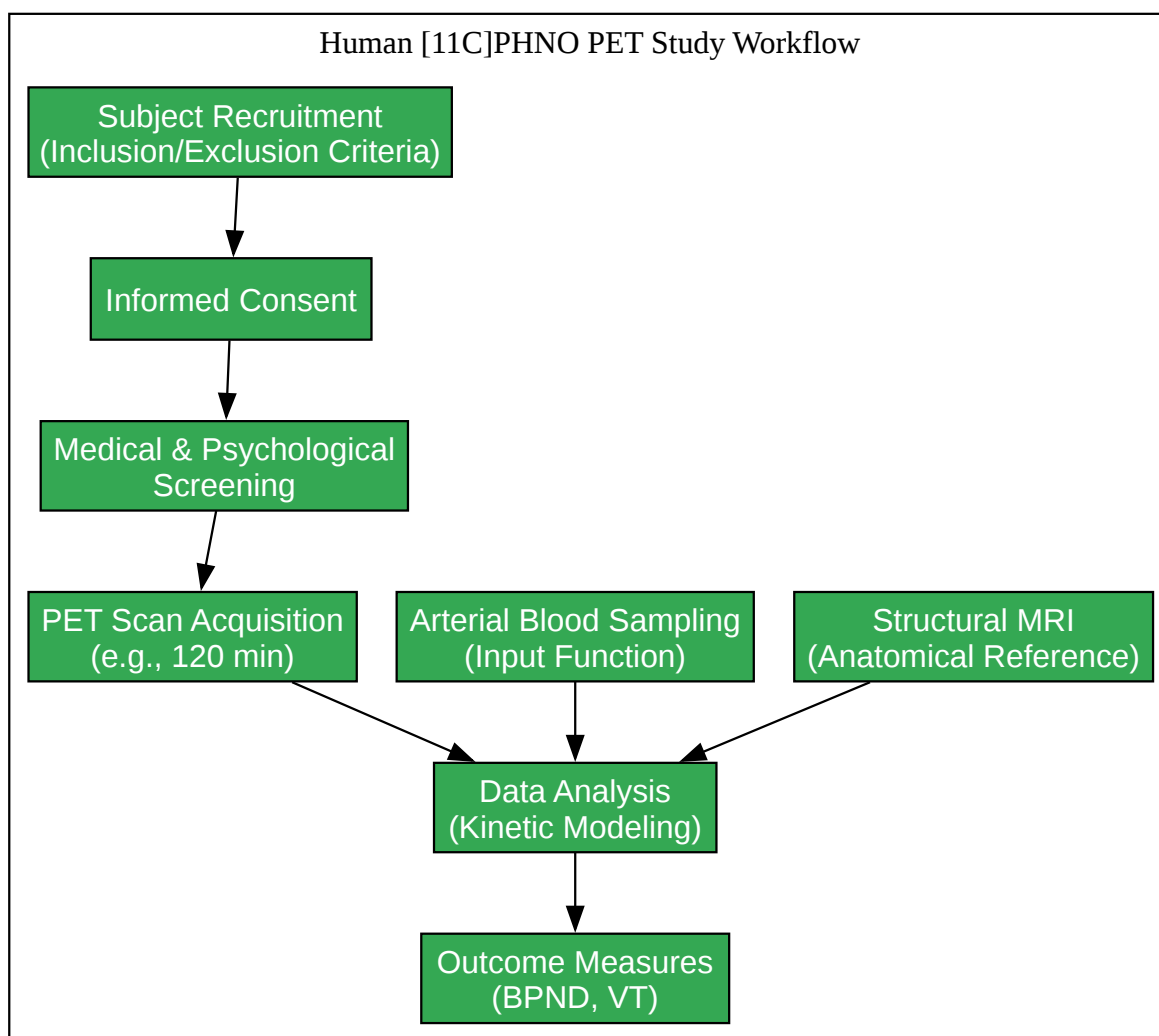 Human [11C]PHNO PET Study Workflow
Subject Recruitment
(Inclusion/Exclusion Criteria)
Informed Consent
Medical & Psychological
Screening
PET Scan Acquisition
(e.g., 120 min)
Arterial Blood Sampling
(Input Function)
Structural MRI
(Anatomical Reference)
Data Analysis
(Kinetic Modeling)
Outcome Measures
(BPND, VT)